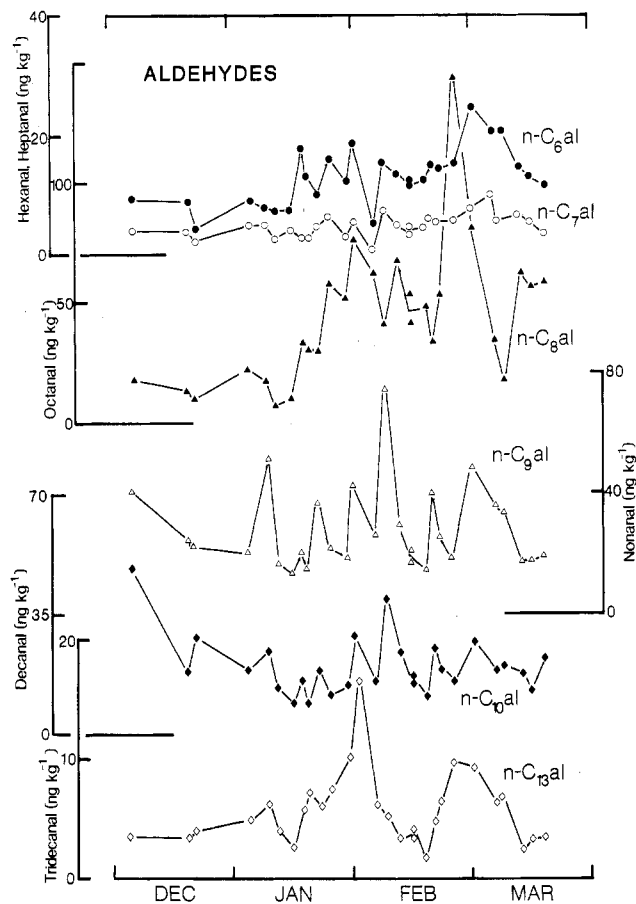 40
20
0
Hexanal, Heptanal (ng kg⁻¹)
ALDEHYDES
n-C₆al
n-C₇al
100
50
0
Octanal (ng kg⁻¹)
n-C₈al
80
40
0
Nonanal (ng kg⁻¹)
n-C₉al
70
35
0
Decanal (ng kg⁻¹)
n-C₁₀al
20
10
0
Tridecanal (ng kg⁻¹)
n-C₁₃al
DEC JAN FEB MAR